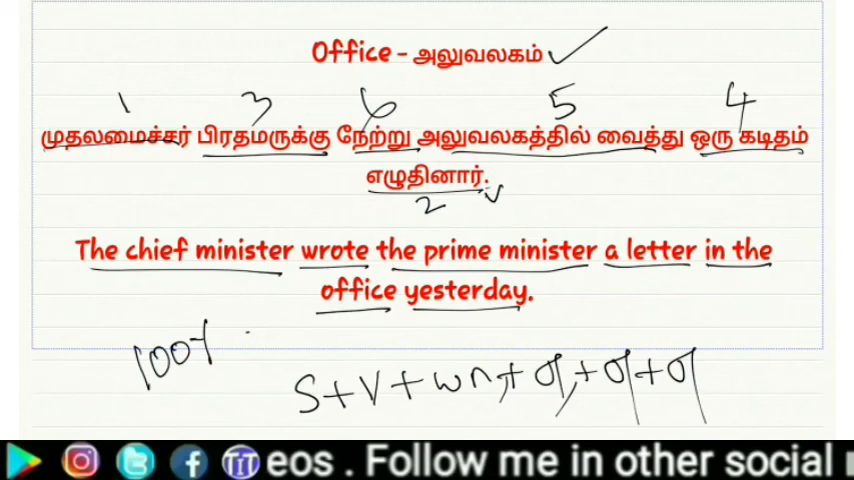 Office - அலுவலகம்
1 3 6 5 4
முதலமைச்சர் பிரதமருக்கு நேற்று அலுவலகத்தில் வைத்து ஒரு கடிதம்
எழுதினார்.
2 v
The chief minister wrote the prime minister a letter in the
office yesterday.
100%
S+V+
eos . Follow me in other social